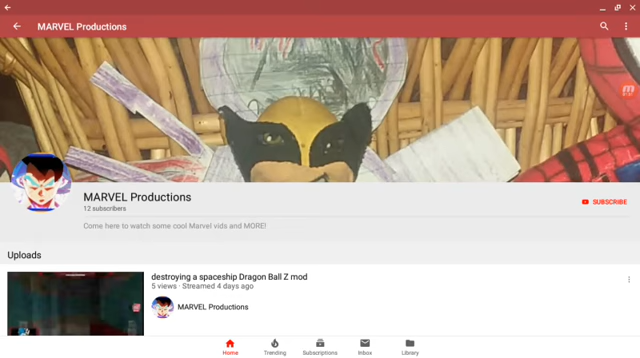 MARVEL Productions
MARVEL Productions
12 subscribers
SUBSCRIBE
Come here to watch some cool Marvel vids and MORE!
Uploads
destroying a spaceship Dragon Ball Z mod
5 views · Streamed 4 days ago
MARVEL Productions
Home
Trending
Subscriptions
Inbox
Library